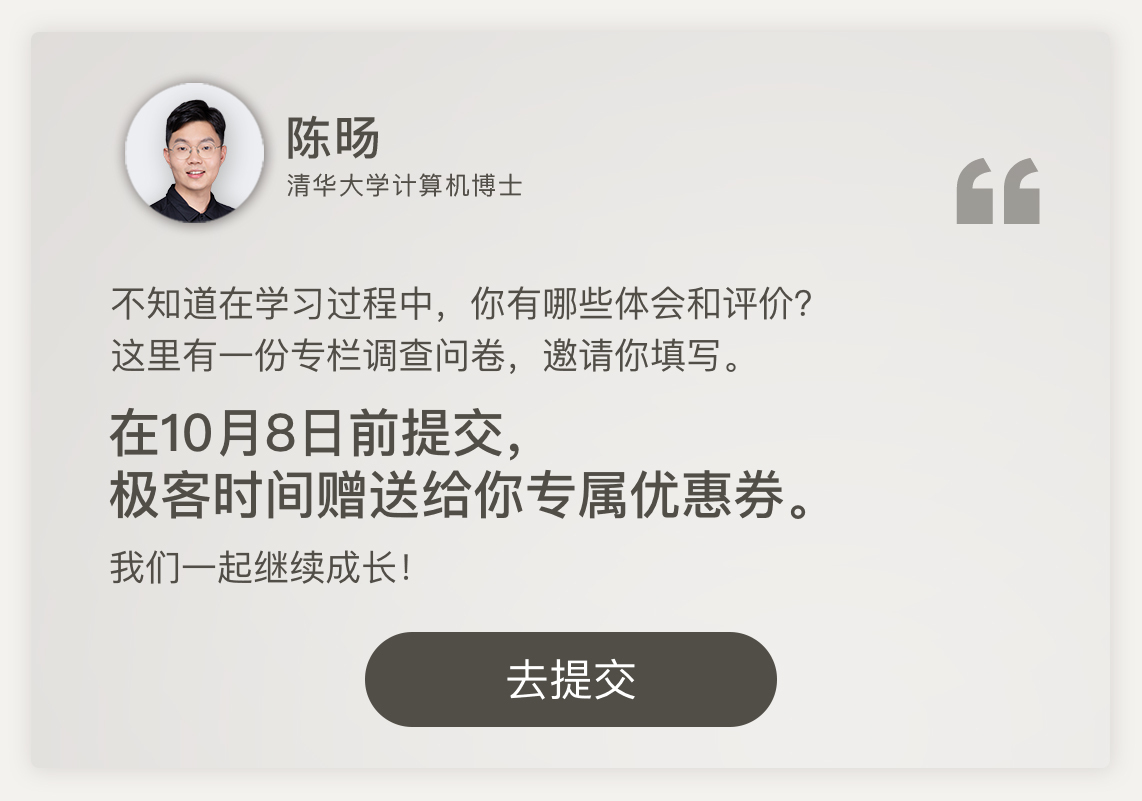 陈旸
清华大学计算机博士
不知道在学习过程中，你有哪些体会和评价？
这里有一份专栏调查问卷，邀请你填写。
在10月8日前提交，
极客时间赠送给你专属优惠券。
我们一起继续成长！
去提交